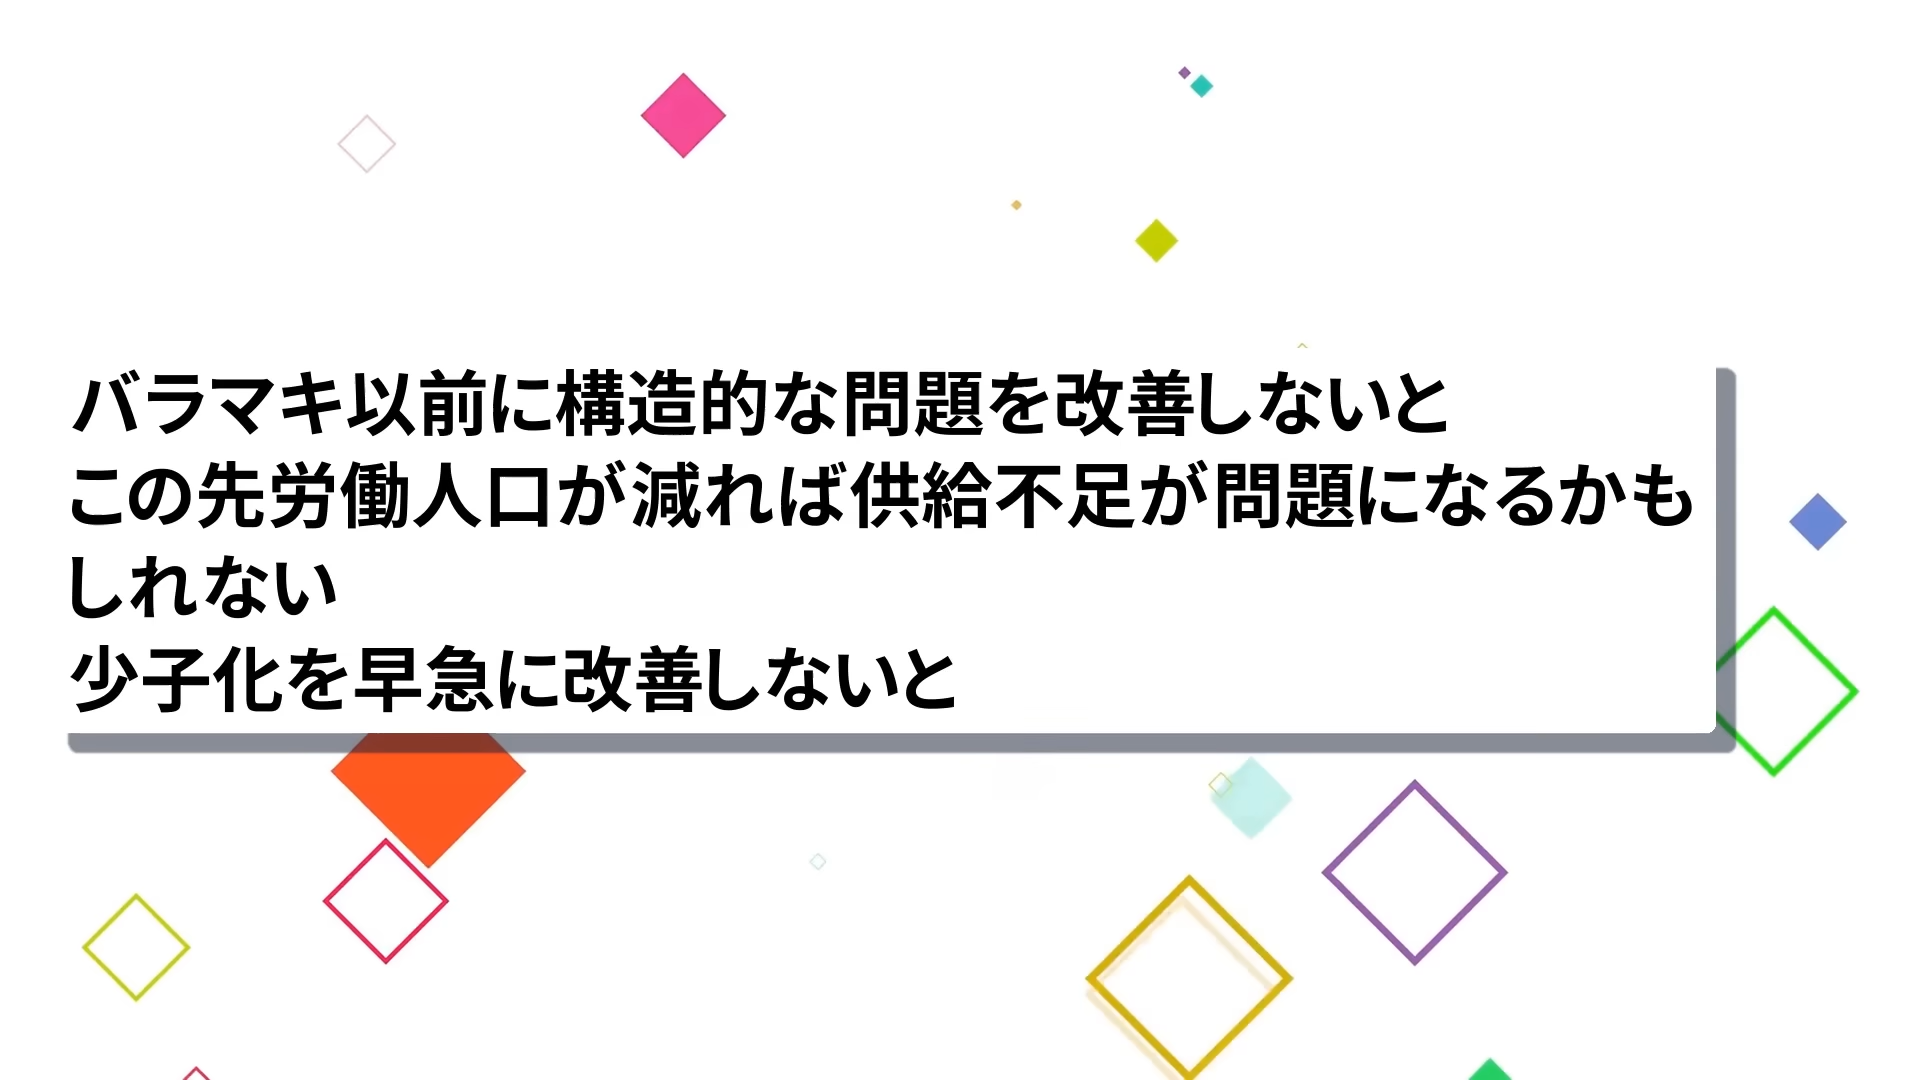 バラマキ以前に構造的な問題を改善しないと
この先労働人口が減れば供給不足が問題になるかも
しれない
少子化を早急に改善しないと